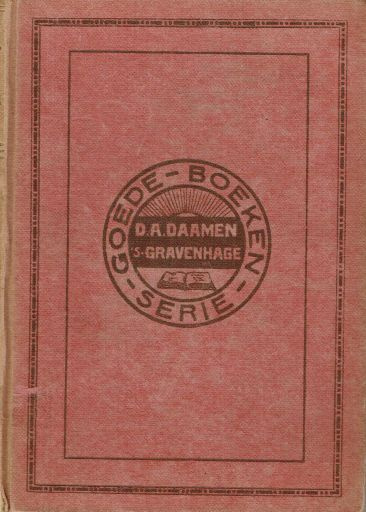 GOEDE - BOEKEN - SERIE -
D.A. DAAMEN
'S-GRAVENHAGE